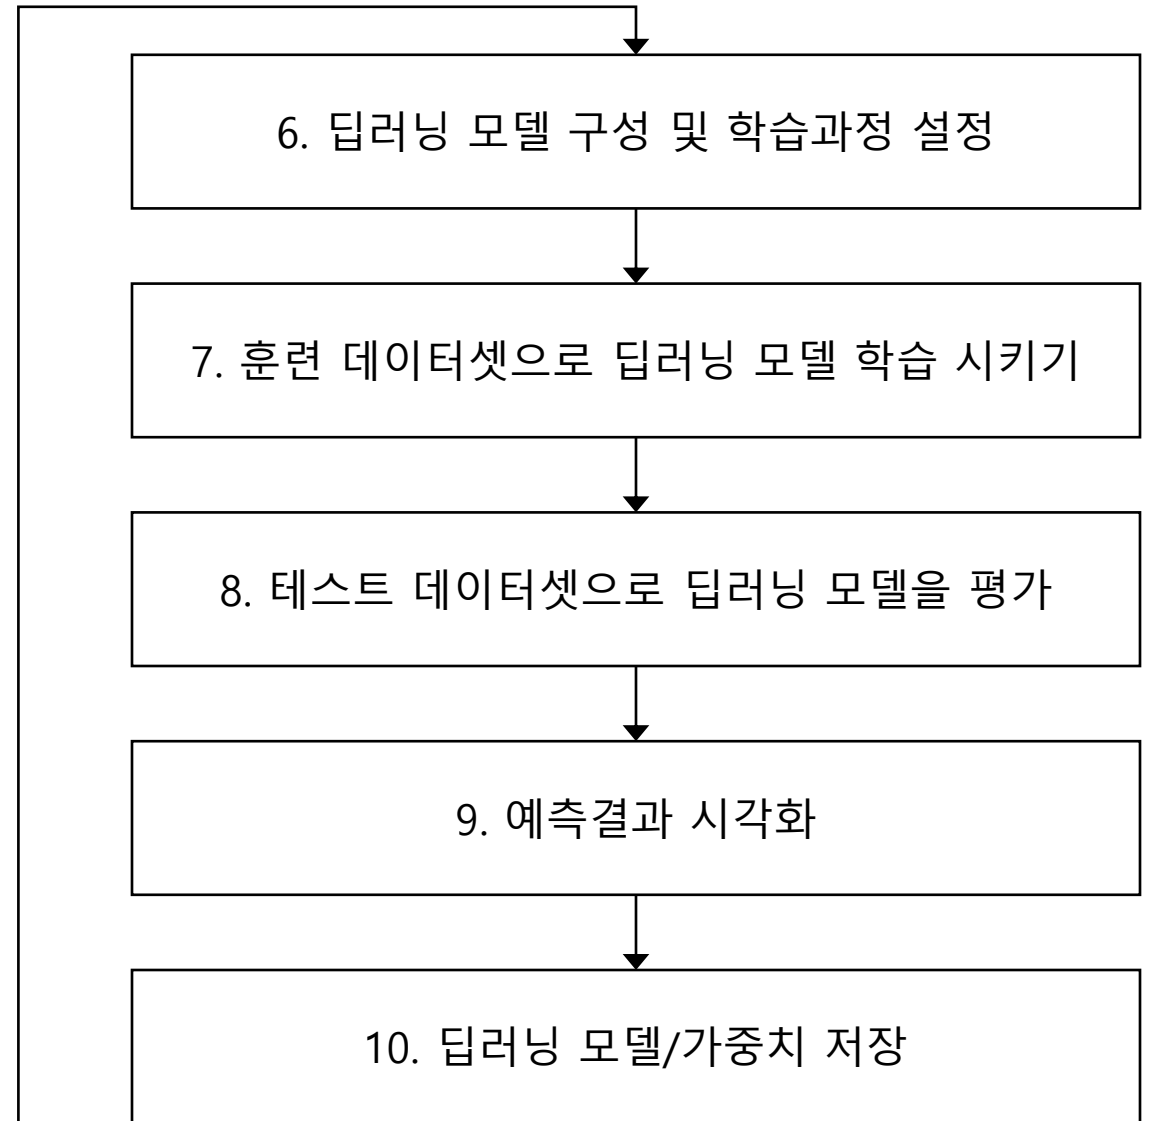 6. 딥러닝 모델 구성 및 학습과정 설정
7. 훈련 데이터셋으로 딥러닝 모델 학습 시키기
8. 테스트 데이터셋으로 딥러닝 모델을 평가
9. 예측결과 시각화
10. 딥러닝 모델/가중치 저장